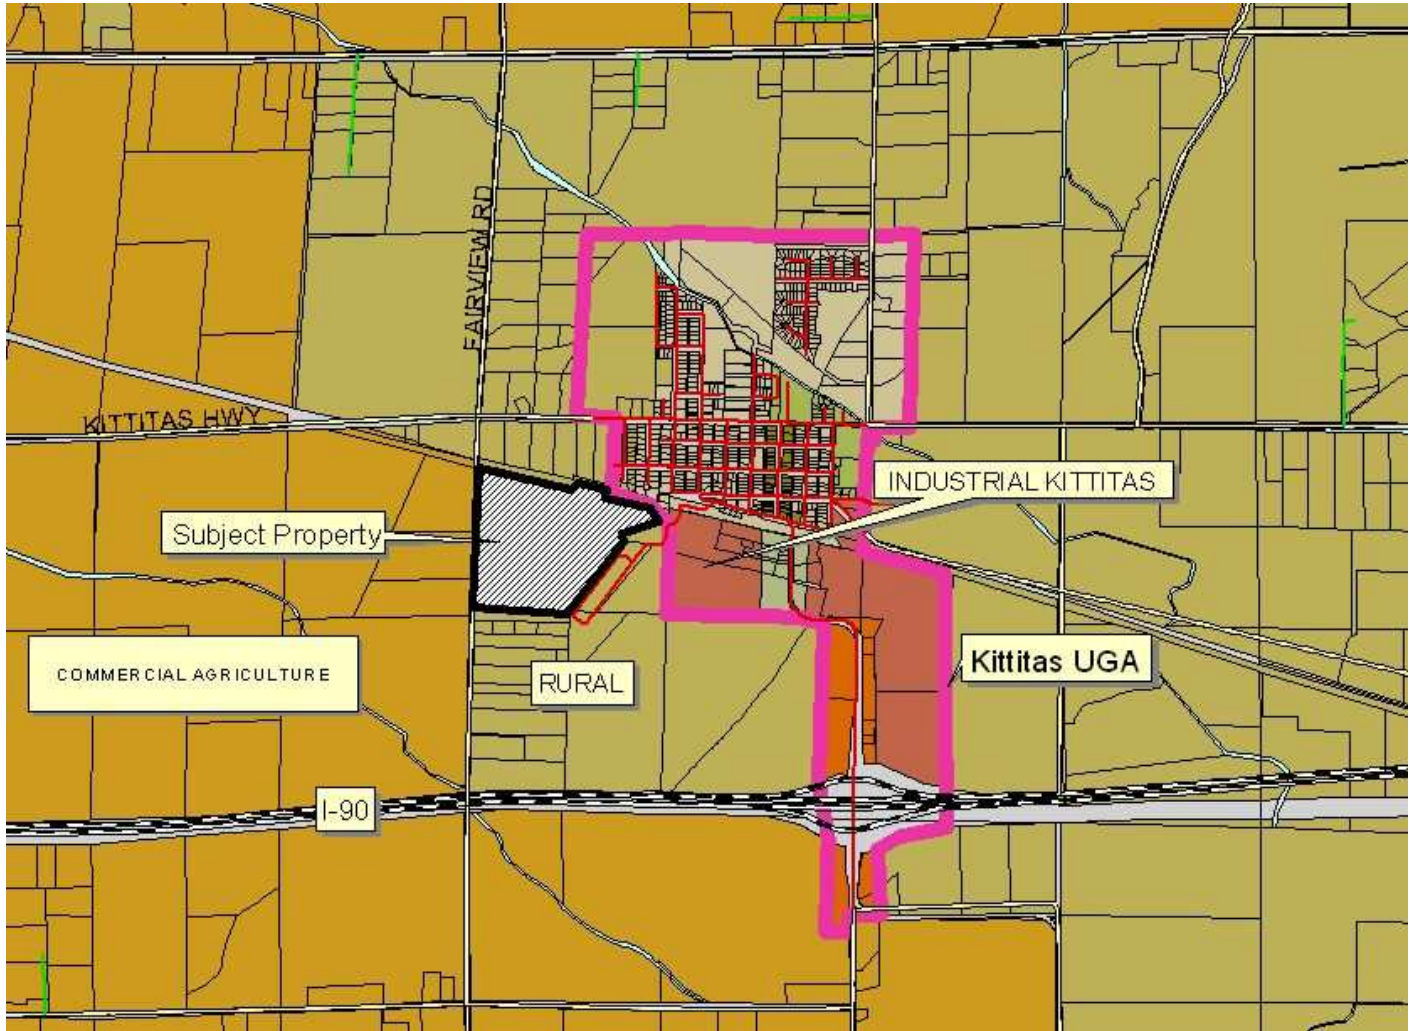 FAIRVIEW RD
KITTITAS HWY
INDUSTRIAL KITTITAS
Subject Property
Kittitas UGA
COMMERCIAL AGRICULTURE
RURAL
I-90